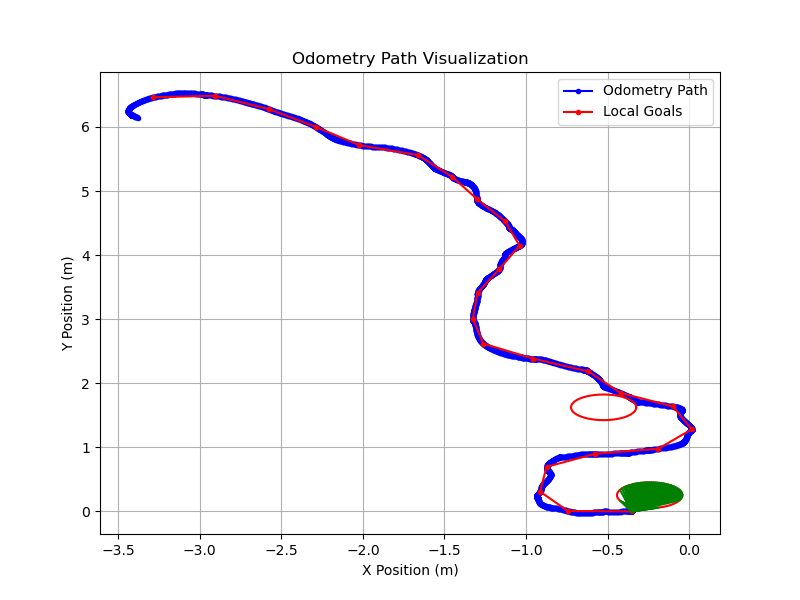 Odometry Path Visualization
Odometry Path
Local Goals
Y Position (m)
6
5
4
3
2
1
0
−3.5 −3.0 −2.5 −2.0 −1.5 −1.0 −0.5 0.0
X Position (m)